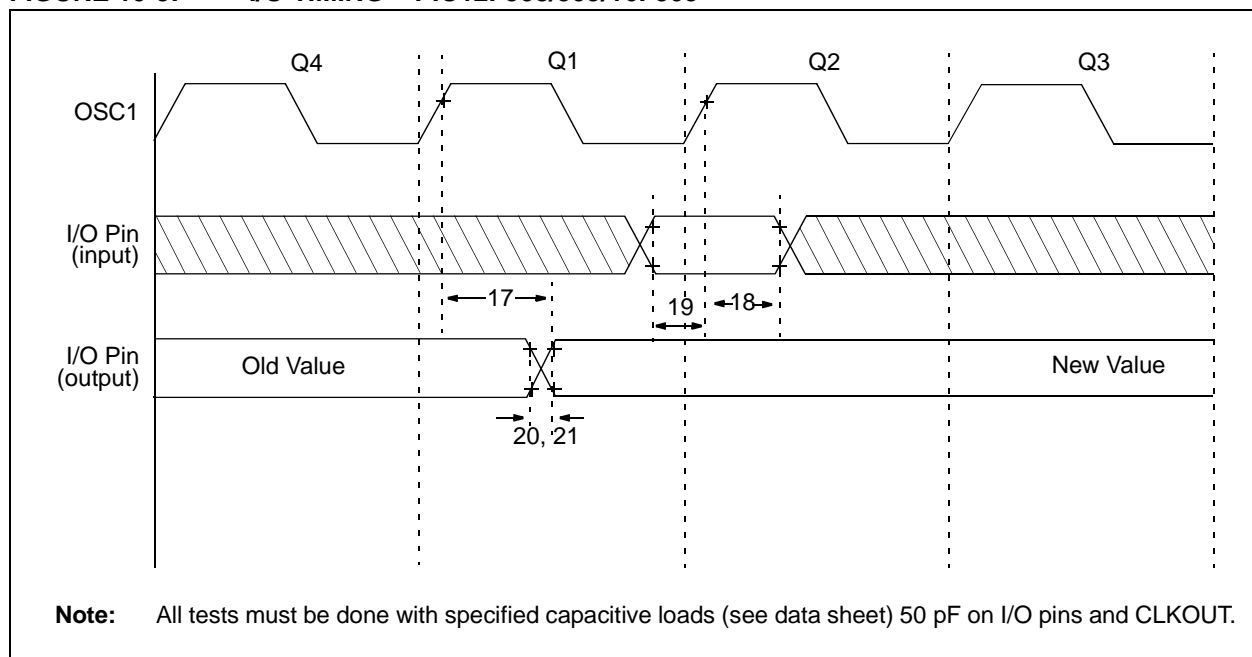 Q4 Q1 Q2 Q3
OSC1
I/O Pin
(input)
17
19
18
I/O Pin
(output)
Old Value
New Value
20, 21
Note: All tests must be done with specified capacitive loads (see data sheet) 50 pF on I/O pins and CLKOUT.